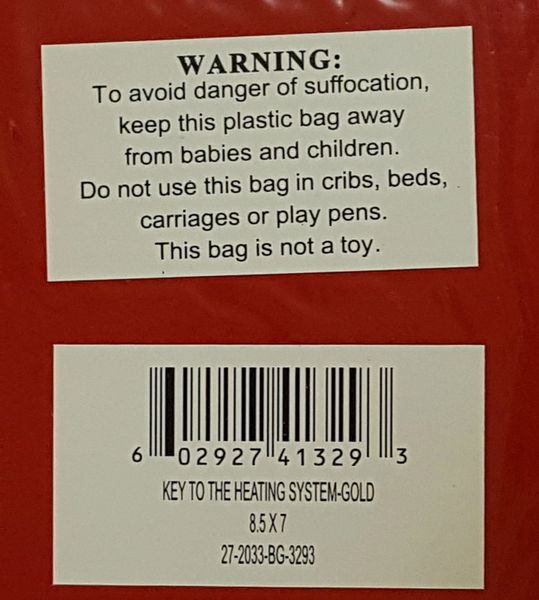 WARNING:
To avoid danger of suffocation,
keep this plastic bag away
from babies and children.
Do not use this bag in cribs, beds,
carriages or play pens.
This bag is not a toy.
6 02927 41329 3
KEY TO THE HEATING SYSTEM-GOLD
8.5 X 7
27-2033-BG-3293